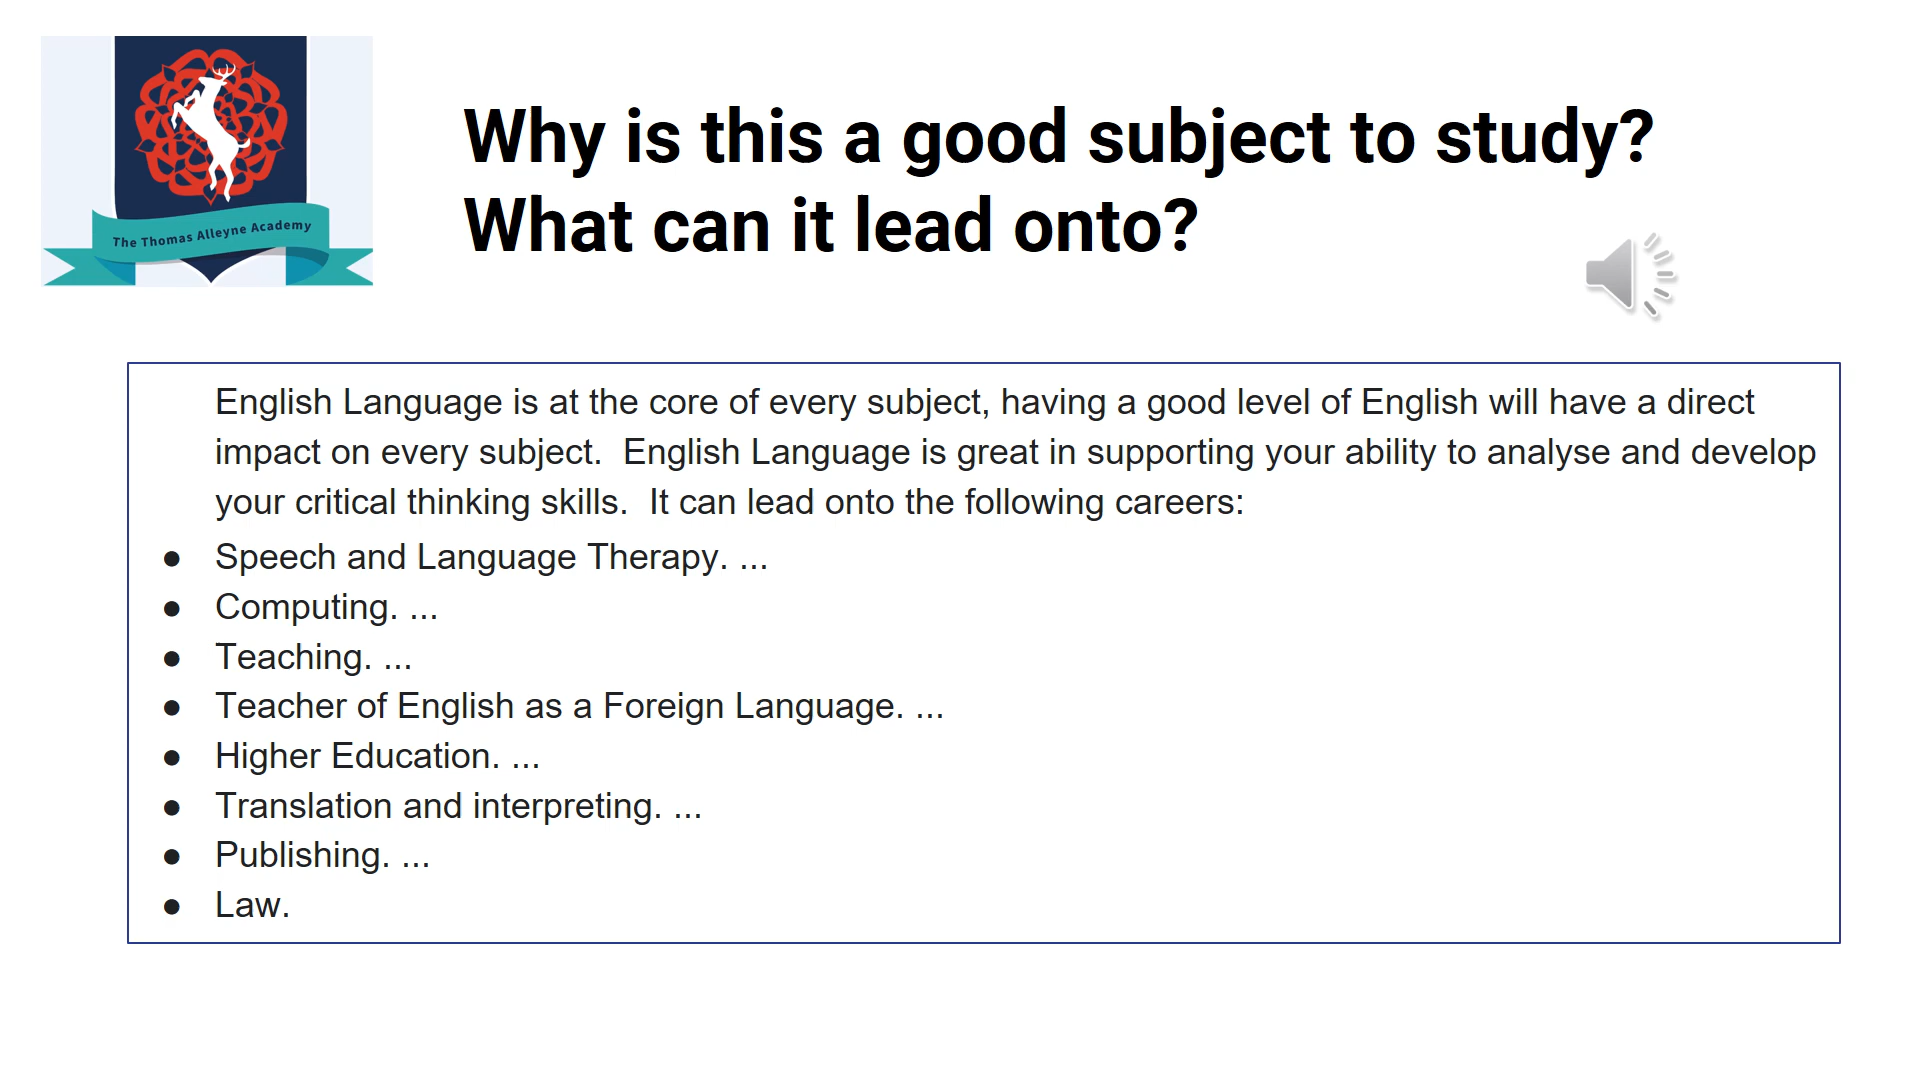 The Thomas Alleyne Academy
Why is this a good subject to study?
What can it lead onto?
English Language is at the core of every subject, having a good level of English will have a direct
impact on every subject.  English Language is great in supporting your ability to analyse and develop
your critical thinking skills.  It can lead onto the following careers:
● Speech and Language Therapy. ...
● Computing. ...
● Teaching. ...
● Teacher of English as a Foreign Language. ...
● Higher Education. ...
● Translation and interpreting. ...
● Publishing. ...
● Law.